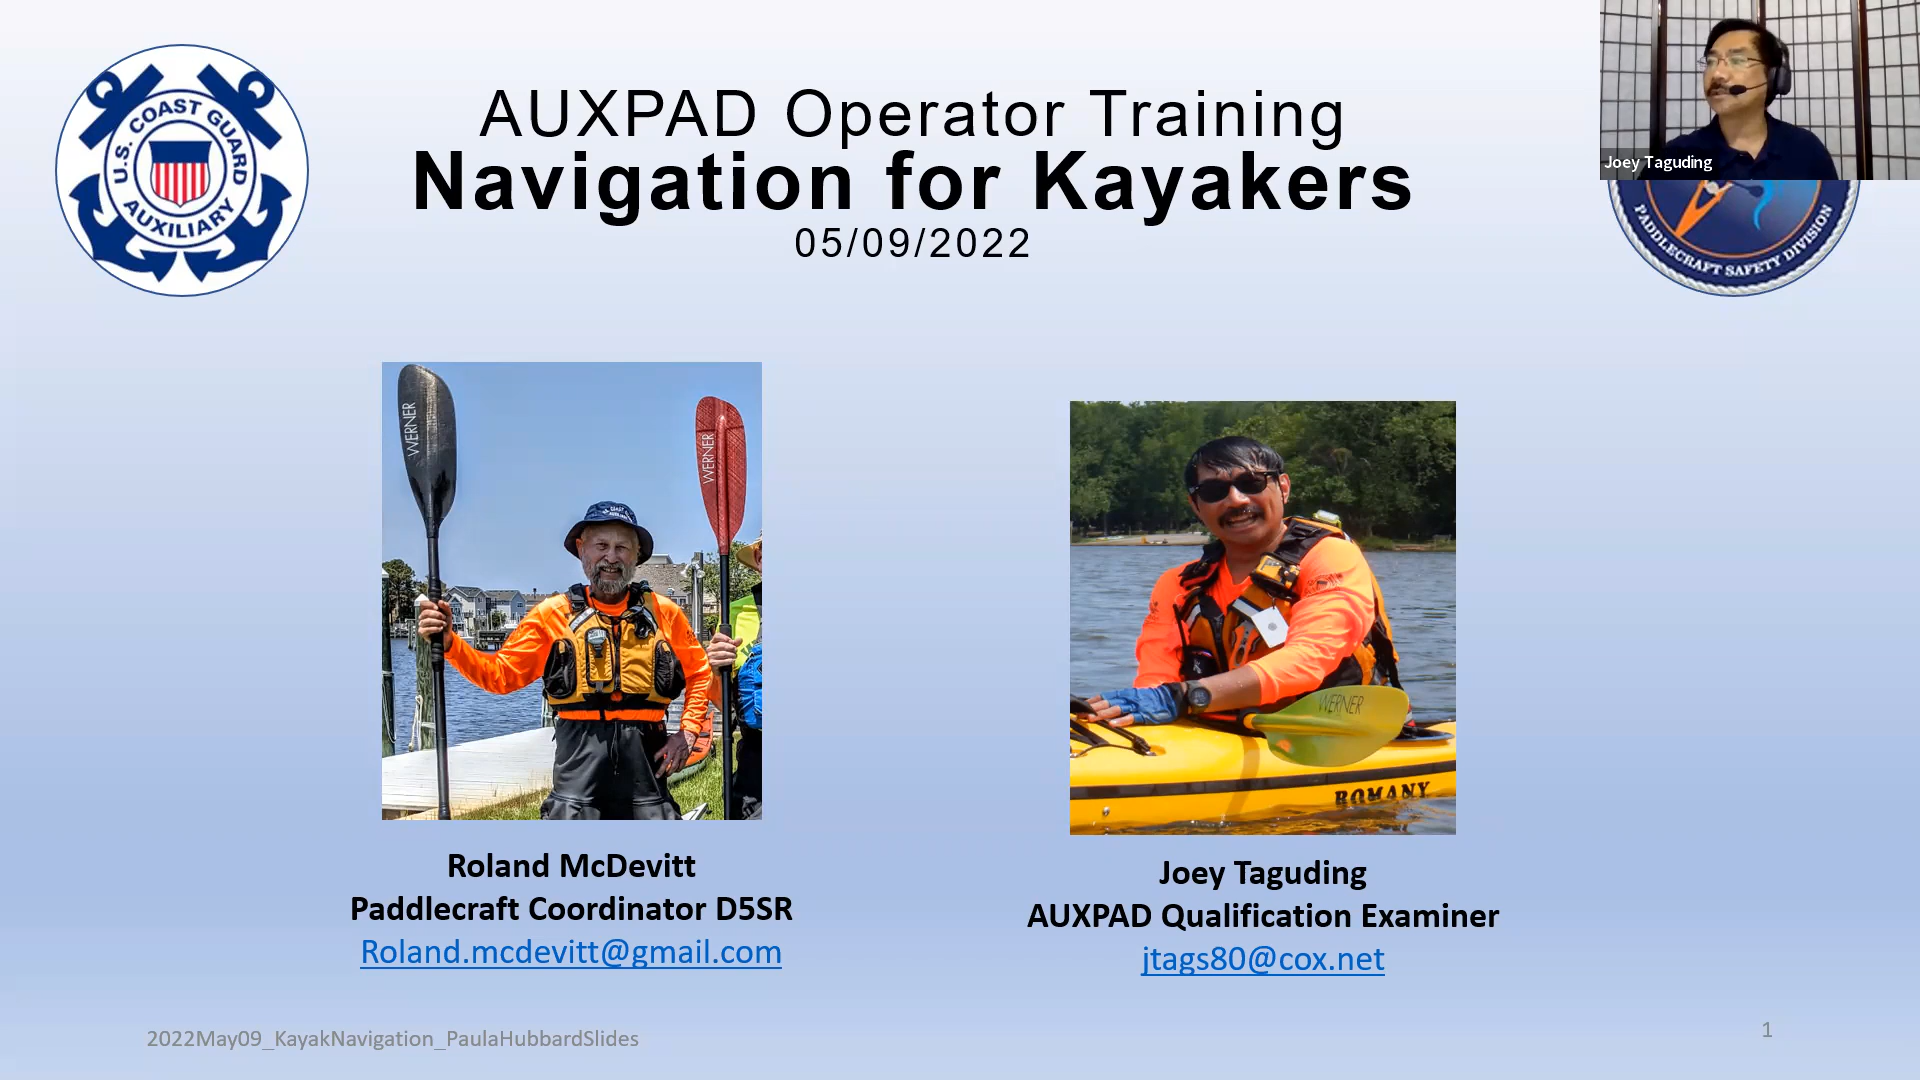 AUXPAD Operator Training
Navigation for Kayakers
05/09/2022
U.S. COAST GUARD
AUXILIARY
Joey Taguding
PADDLECRAFT SAFETY DIVISION
WERNER
WERNER
WERNER
ROMANY
Roland McDevitt
Paddlecraft Coordinator D5SR
Roland.mcdevitt@gmail.com
Joey Taguding
AUXPAD Qualification Examiner
jtags80@cox.net
2022May09_KayakNavigation_PaulaHubbardSlides
1